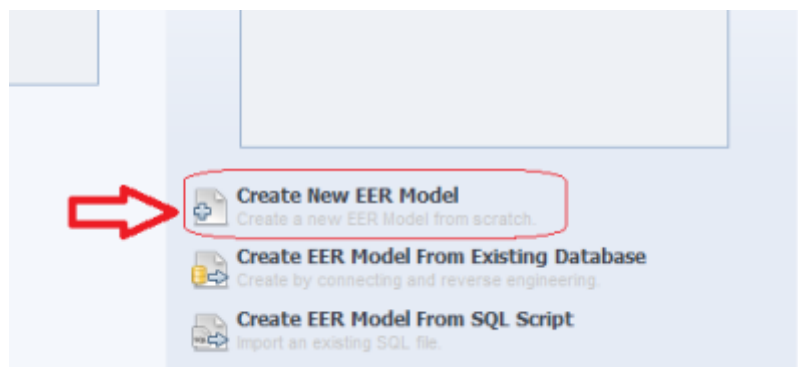 Create New EER Model
Create a new EER Model from scratch.
Create EER Model From Existing Database
Create by connecting and reverse engineering.
Create EER Model From SQL Script
Import an existing SQL file.